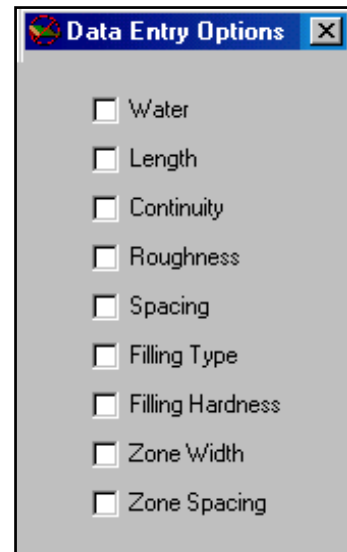 Data Entry Options
Water
Length
Continuity
Roughness
Spacing
Filling Type
Filling Hardness
Zone Width
Zone Spacing